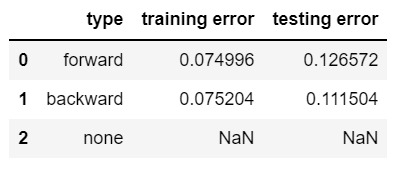 type training error testing error
0 forward 0.074996 0.126572
1 backward 0.075204 0.111504
2 none NaN NaN